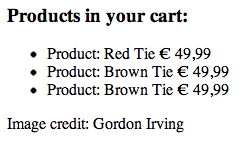 Products in your cart:
• Product: Red Tie € 49,99
• Product: Brown Tie € 49,99
• Product: Brown Tie € 49,99
Image credit: Gordon Irving